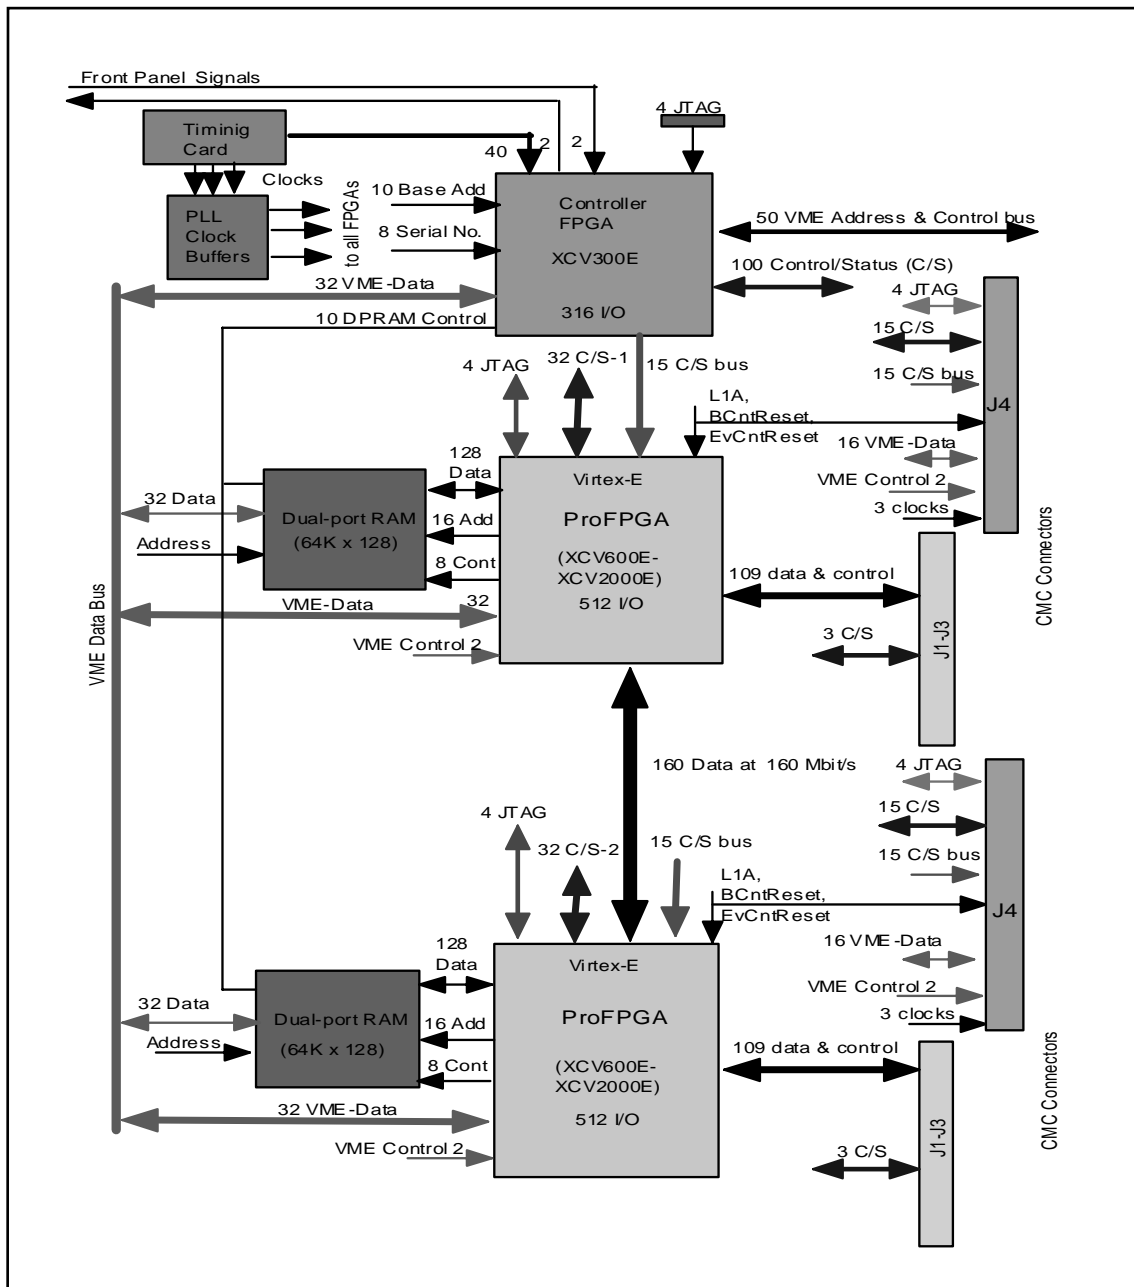 Front Panel Signals
4 JTAG
Timinig
Card
40
2
2
Clocks
10 Base Add
Controller
FPGA
PLL
Clock
Buffers
to all FPGAs
8 Serial No.
XCV300E
50 VME Address & Control bus
100 Control/Status (C/S)
32 VME-Data
316 I/O
10 DPRAM Control
4 JTAG
15 C/S
15 C/S bus
J4
16 VME-Data
VME Control 2
3 clocks
4 JTAG
32 C/S-1
15 C/S bus
L1A,
BCntReset,
EvCntReset
128
Data
Virtex-E
32 Data
Dual-port RAM
(64K x 128)
16 Add
ProFPGA
Address
8 Cont
(XCV600E-
XCV2000E)
512 I/O
109 data & control
CMC Connectors
VME-Data
32
VME Control 2
3 C/S
J1-J3
VME Data Bus
160 Data at 160 Mbit/s
4 JTAG
15 C/S
15 C/S bus
J4
16 VME-Data
VME Control 2
3 clocks
4 JTAG
32 C/S-2
15 C/S bus
L1A,
BCntReset,
EvCntReset
128
Data
Virtex-E
32 Data
Dual-port RAM
(64K x 128)
16 Add
ProFPGA
Address
8 Cont
(XCV600E-
XCV2000E)
512 I/O
109 data & control
CMC Connectors
32 VME-Data
VME Control 2
3 C/S
J1-J3